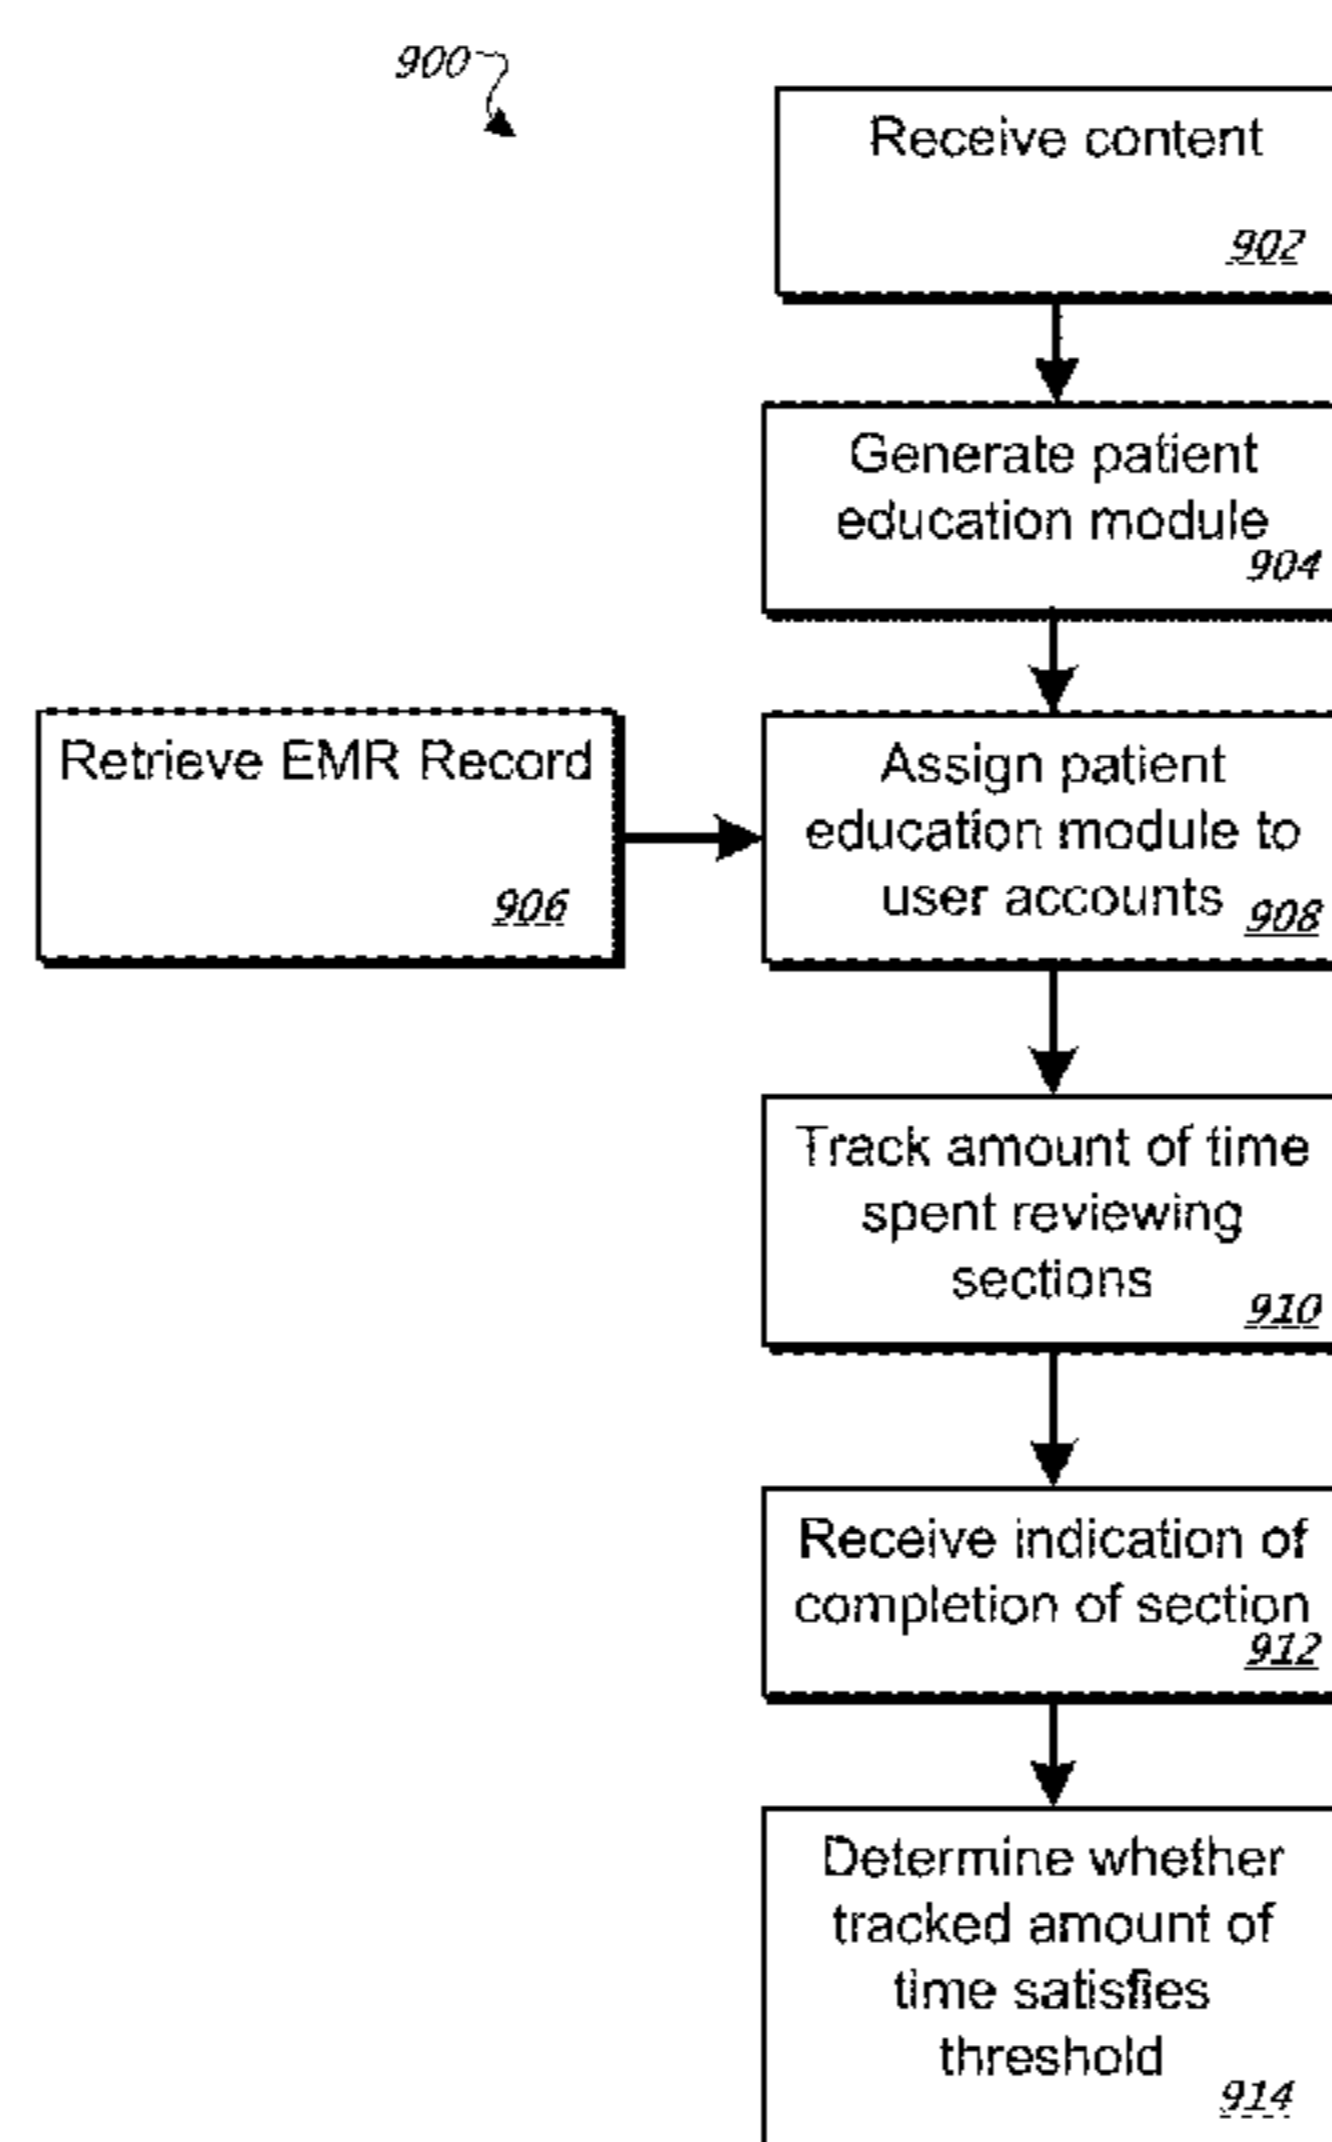 900
Receive content
902
Generate patient
education module
904
Retrieve EMR Record
906
Assign patient
education module to
user accounts
908
Track amount of time
spent reviewing
sections
910
Receive indication of
completion of section
912
Determine whether
tracked amount of
time satisfies
threshold
914